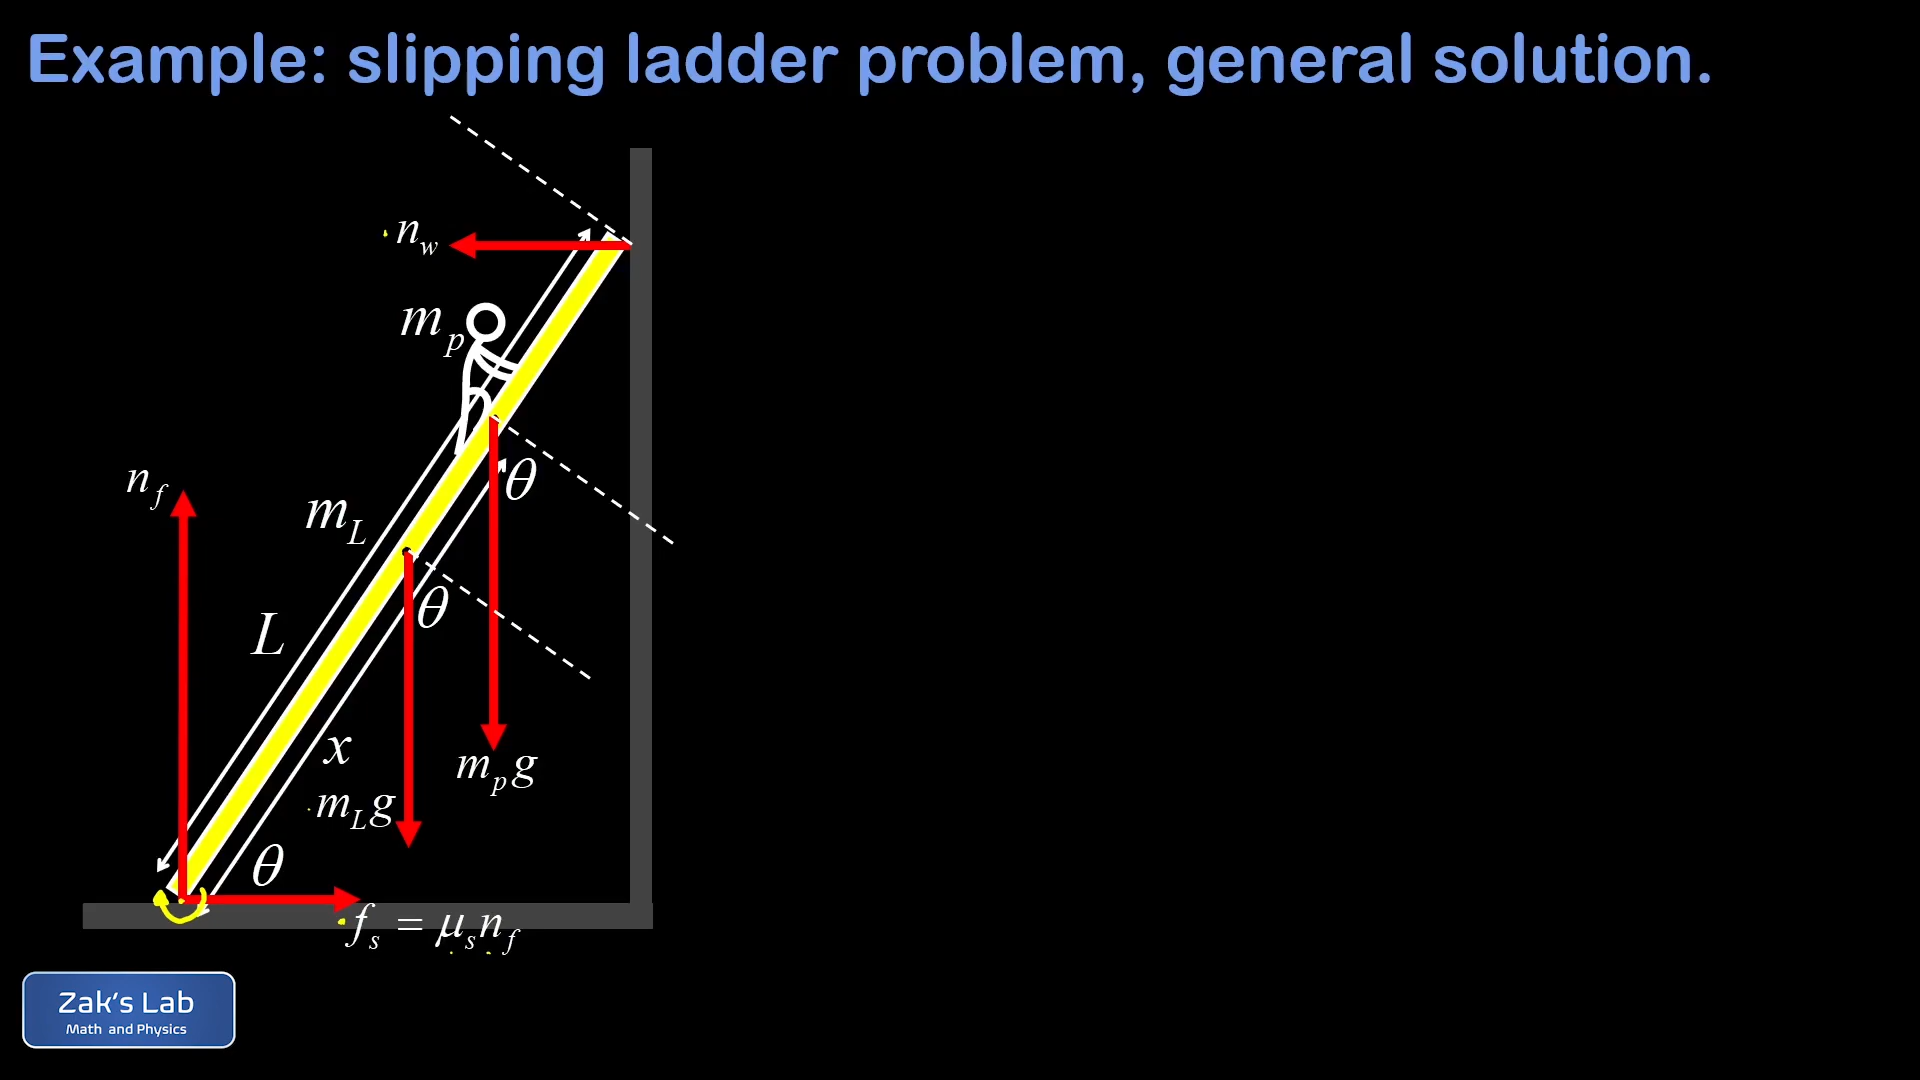 Example: slipping ladder problem, general solution.
n_w
m_p
n_f
m_L
θ
θ
L
x
m_p g
m_L g
θ
f_s = μ_s n_f
Zak's Lab
Math and Physics